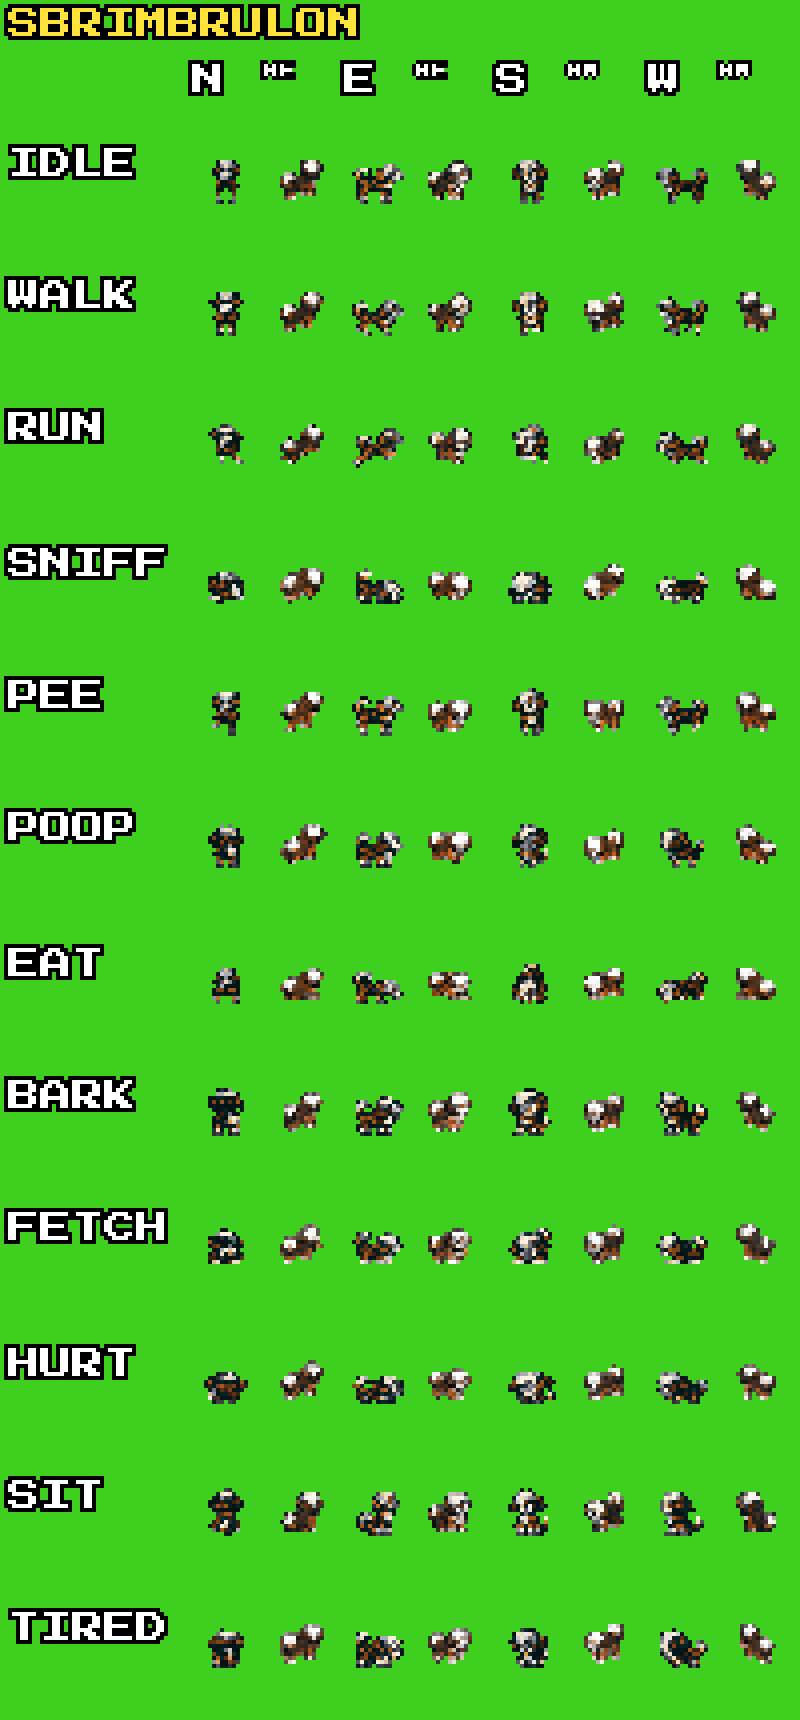 SBRIMBRULON
N E S W
IDLE
WALK
RUN
SNIFF
PEE
POOP
EAT
BARK
FETCH
HURT
SIT
TIRED